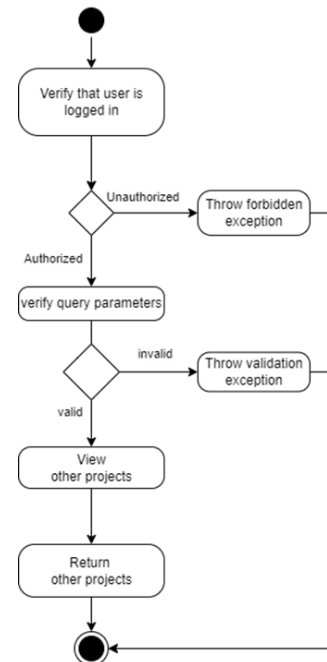 Verify that user is
logged in
Unauthorized
Throw forbidden
exception
Authorized
verify query parameters
invalid
Throw validation
exception
valid
View
other projects
Return
other projects